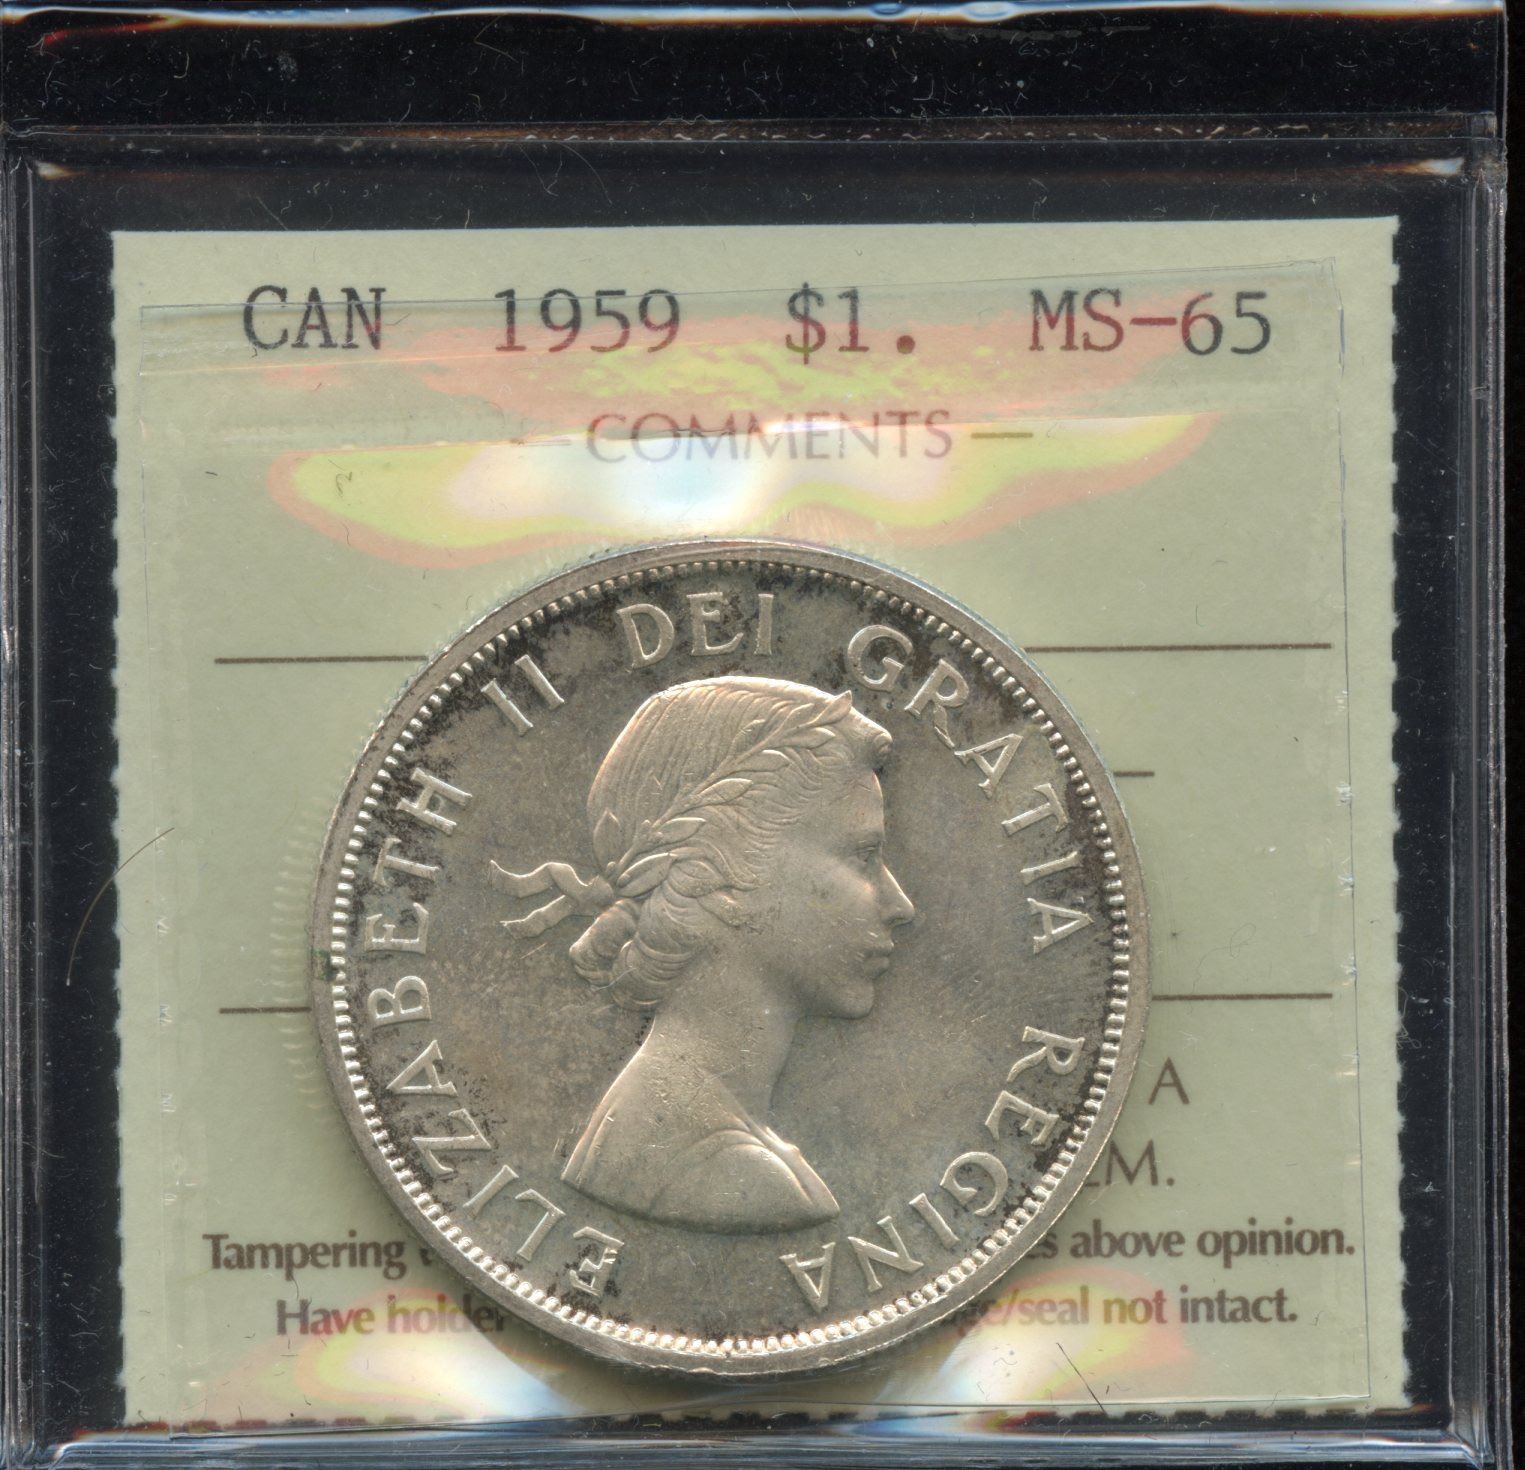 CAN 1959 $1. MS-65
— COMMENTS —
ELIZABETH II DEI GRATIA REGINA
A
M.
Tampering above opinion.
Have holder /seal not intact.